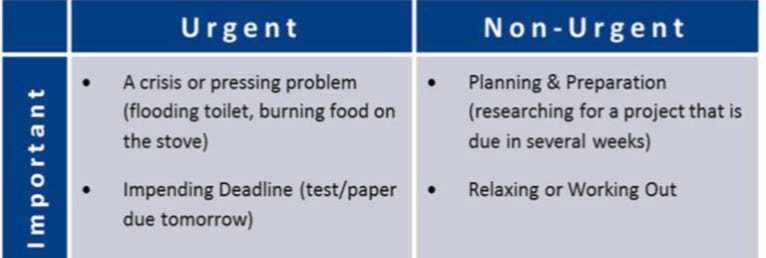 Urgent
Non-Urgent
Important
• A crisis or pressing problem
(flooding toilet, burning food on
the stove)
• Impending Deadline (test/paper
due tomorrow)
• Planning & Preparation
(researching for a project that is
due in several weeks)
• Relaxing or Working Out